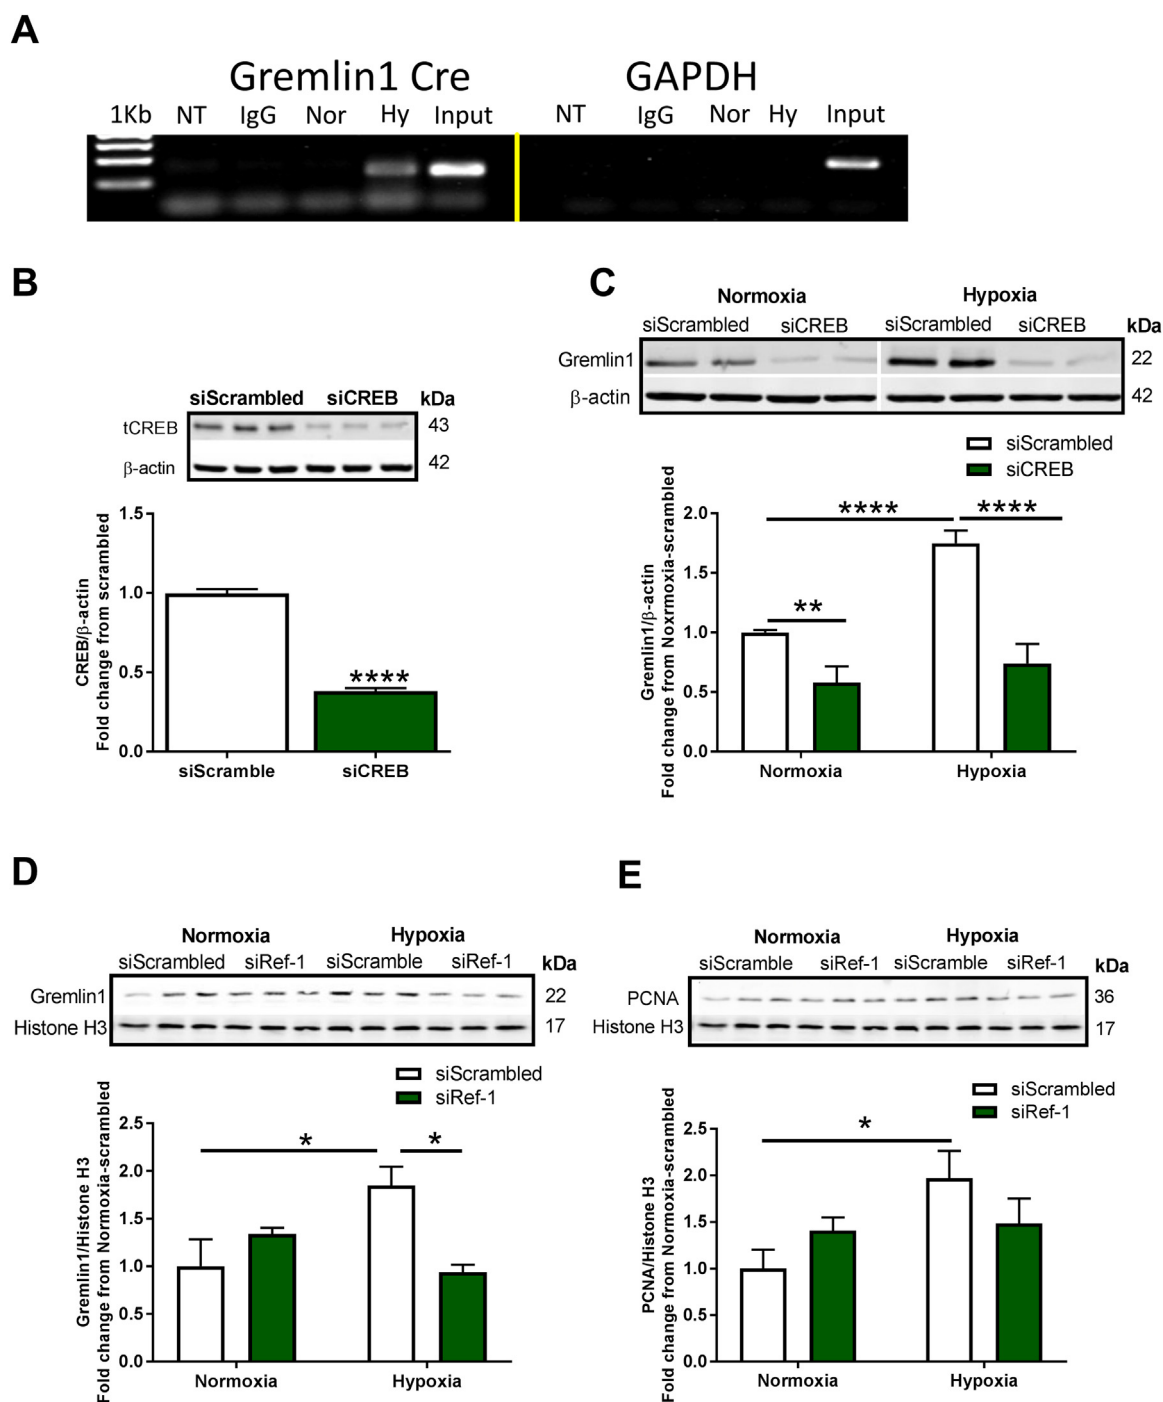 A
Gremlin1 Cre GAPDH
1Kb NT IgG Nor Hy Input NT IgG Nor Hy Input
B
siScrambled siCREB kDa
tCREB 43
β-actin 42
CREB/β-actin
Fold change from scrambled
1.5
1.0
0.5
0.0
****
siScramble siCREB
C
Normoxia Hypoxia
siScrambled siCREB siScrambled siCREB kDa
Gremlin1 22
β-actin 42
siScrambled
siCREB
Gremlin1/β-actin
Fold change from Noxrmoxia-scrambled
2.0
1.5
1.0
0.5
0.0
**** ****
**
Normoxia Hypoxia
D
Normoxia Hypoxia
siScrambled siRef-1 siScramble siRef-1 kDa
Gremlin1 22
Histone H3 17
siScrambled
siRef-1
Gremlin1/Histone H3
Fold change from Normoxia-scrambled
2.5
2.0
1.5
1.0
0.5
0.0
* *
Normoxia Hypoxia
E
Normoxia Hypoxia
siScramble siRef-1 siScramble siRef-1 kDa
PCNA 36
Histone H3 17
siScrambled
siRef-1
PCNA/Histone H3
Fold change from Normoxia-scrambled
2.5
2.0
1.5
1.0
0.5
0.0
*
Normoxia Hypoxia